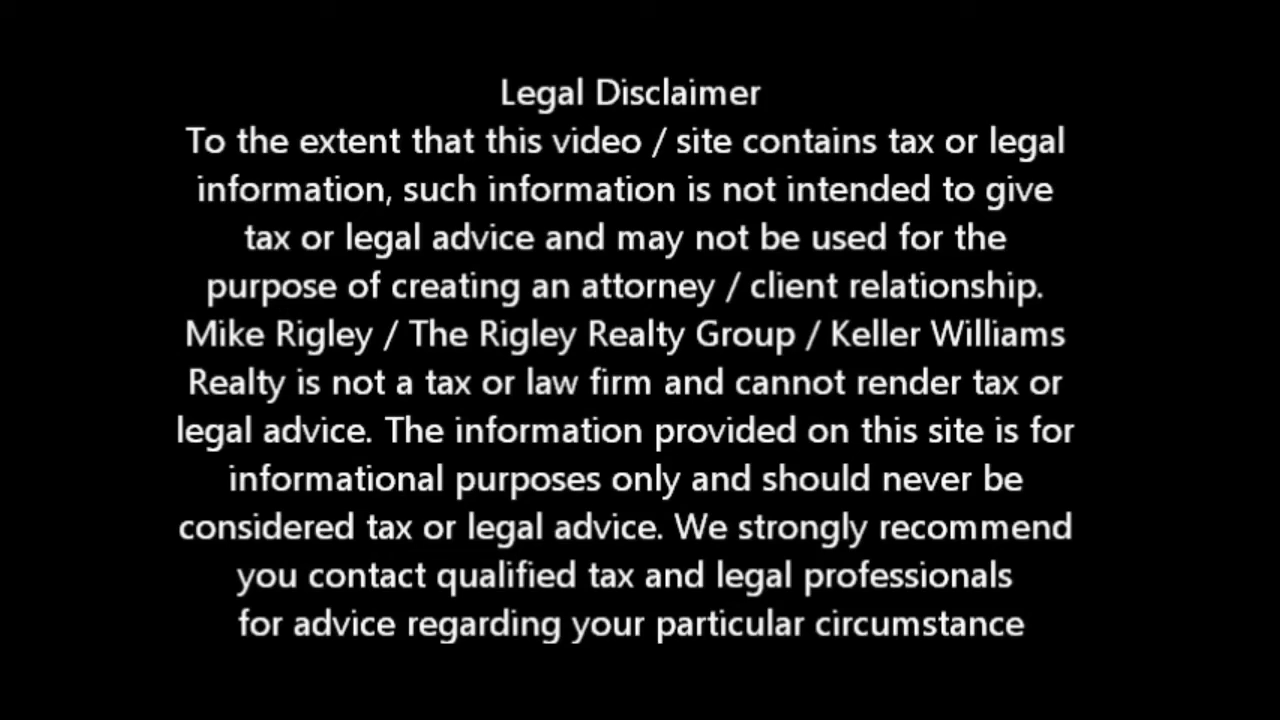 Legal Disclaimer
To the extent that this video / site contains tax or legal
information, such information is not intended to give
tax or legal advice and may not be used for the
purpose of creating an attorney / client relationship.
Mike Rigley / The Rigley Realty Group / Keller Williams
Realty is not a tax or law firm and cannot render tax or
legal advice. The information provided on this site is for
informational purposes only and should never be
considered tax or legal advice. We strongly recommend
you contact qualified tax and legal professionals
for advice regarding your particular circumstance